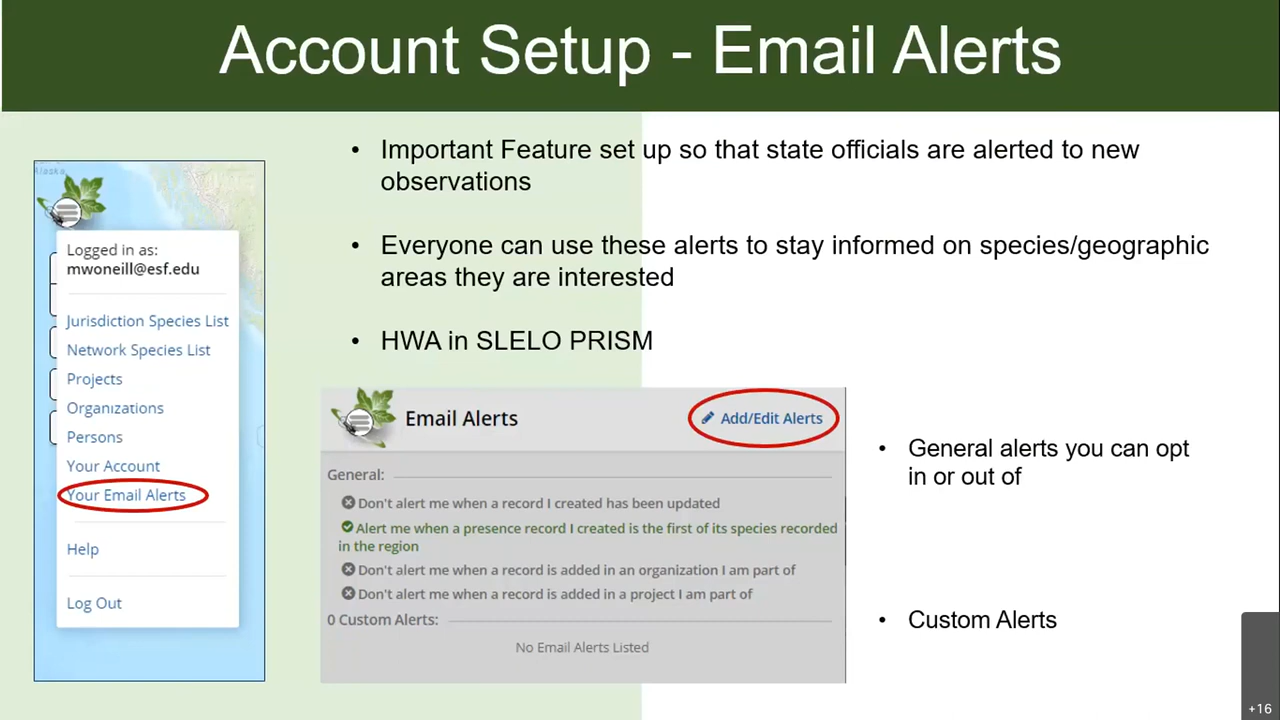 Account Setup - Email Alerts
• Important Feature set up so that state officials are alerted to new
observations
• Everyone can use these alerts to stay informed on species/geographic
areas they are interested
• HWA in SLELO PRISM
Alaska
Logged in as:
mwoneill@esf.edu
Jurisdiction Species List
Network Species List
Projects
Organizations
Persons
Your Account
Your Email Alerts
Help
Log Out
Email Alerts
Add/Edit Alerts
General:
Don't alert me when a record I created has been updated
Alert me when a presence record I created is the first of its species recorded
in the region
Don't alert me when a record is added in an organization I am part of
Don't alert me when a record is added in a project I am part of
0 Custom Alerts:
No Email Alerts Listed
• General alerts you can opt
in or out of
• Custom Alerts
+16